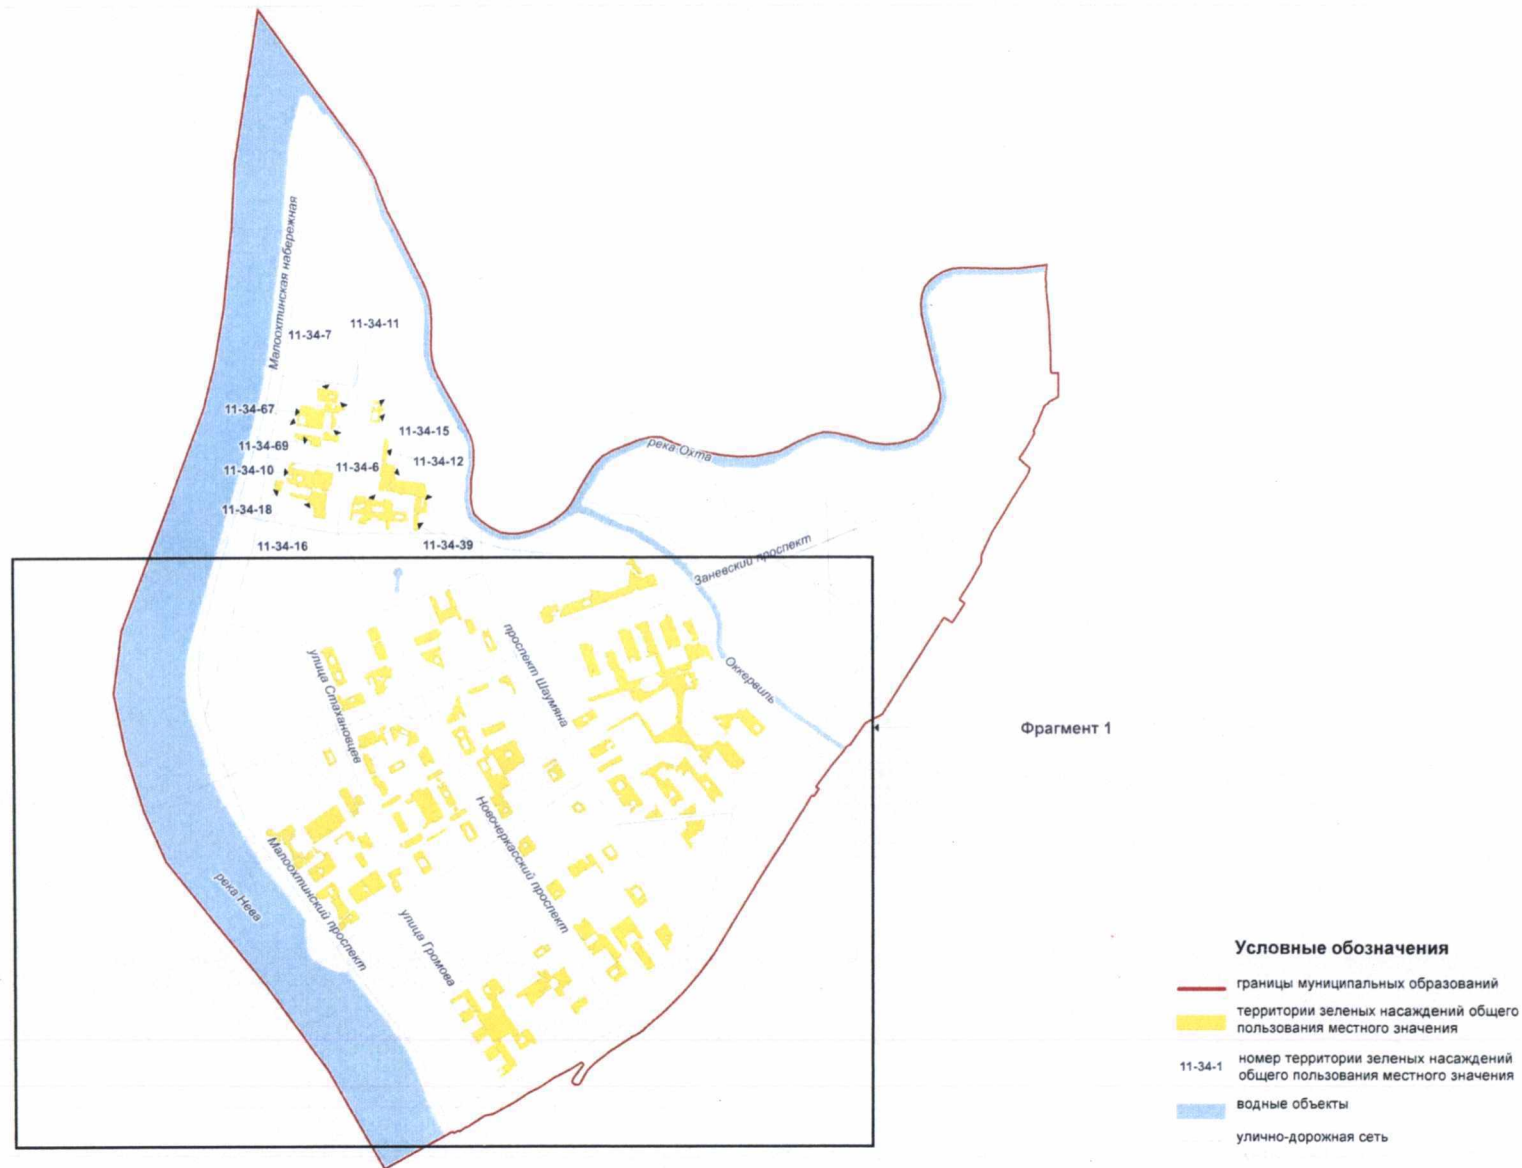 Малоохтинская набережная
11-34-7
11-34-11
11-34-67
11-34-69
11-34-15
11-34-10
11-34-6
11-34-12
11-34-18
11-34-16
11-34-39
река Охта
Заневский проспект
Оккервиль
проспект Шаумяна
улица Стахановцев
Новочеркасский проспект
Малоохтинский проспект
река Нева
улица Громова
Фрагмент 1
Условные обозначения
границы муниципальных образований
территории зеленых насаждений общего
пользования местного значения
11-34-1
номер территории зеленых насаждений
общего пользования местного значения
водные объекты
улично-дорожная сеть